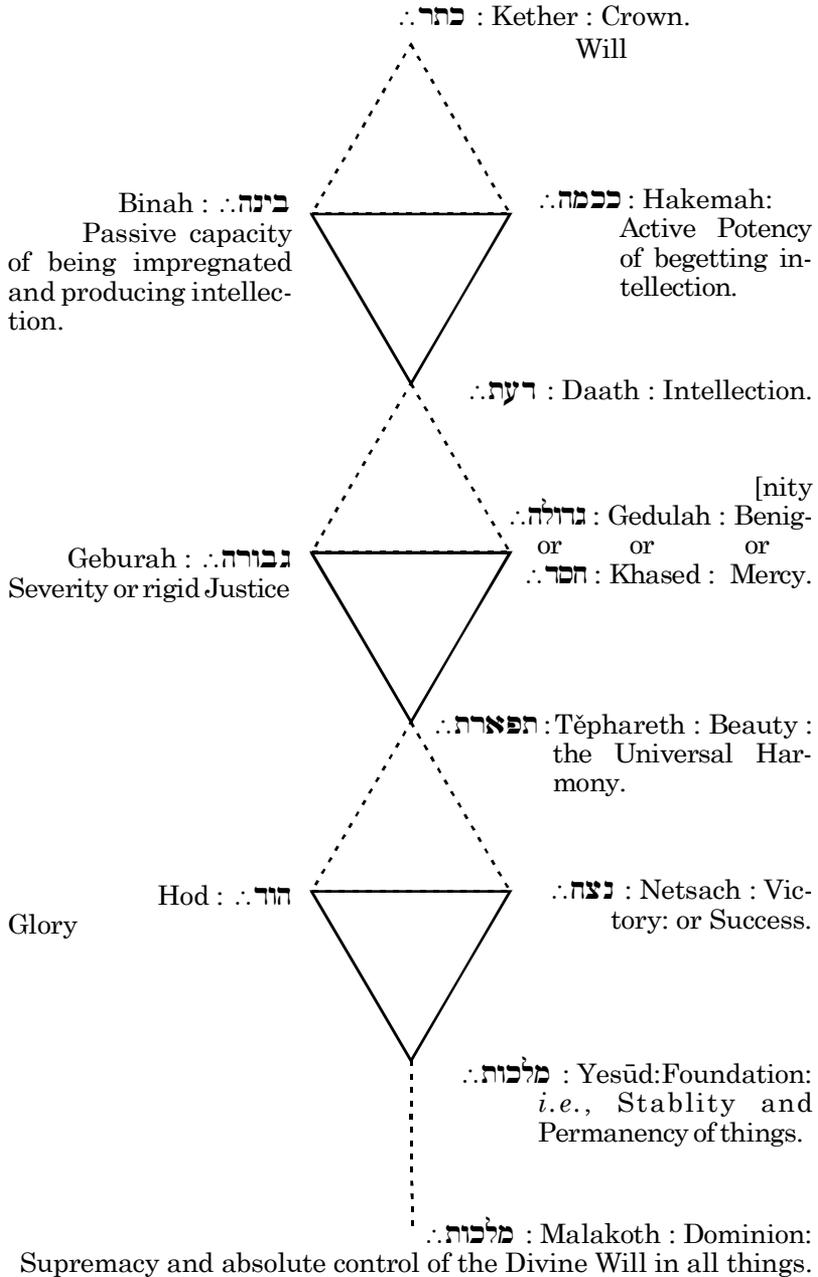 ∴כתר : Kether : Crown.
Will
Binah : ∴בינה
Passive capacity
of being impregnated
and producing intellec-
tion.
∴ככמה : Hakemah:
Active Potency
of begetting in-
tellection.
∴דעת : Daath : Intellection.
[nity
∴גדולה : Gedulah : Benig-
or or or
∴חסד : Khased : Mercy.
Geburah : ∴גבורה
Severity or rigid Justice
∴תפארת : Tĕphareth : Beauty :
the Universal Har-
mony.
Hod : ∴הוד
Glory
∴נצח : Netsach : Vic-
tory: or Success.
∴מלכות : Yesūd:Foundation:
i.e., Stablity and
Permanency of things.
∴מלכות : Malakoth : Dominion:
Supremacy and absolute control of the Divine Will in all things.